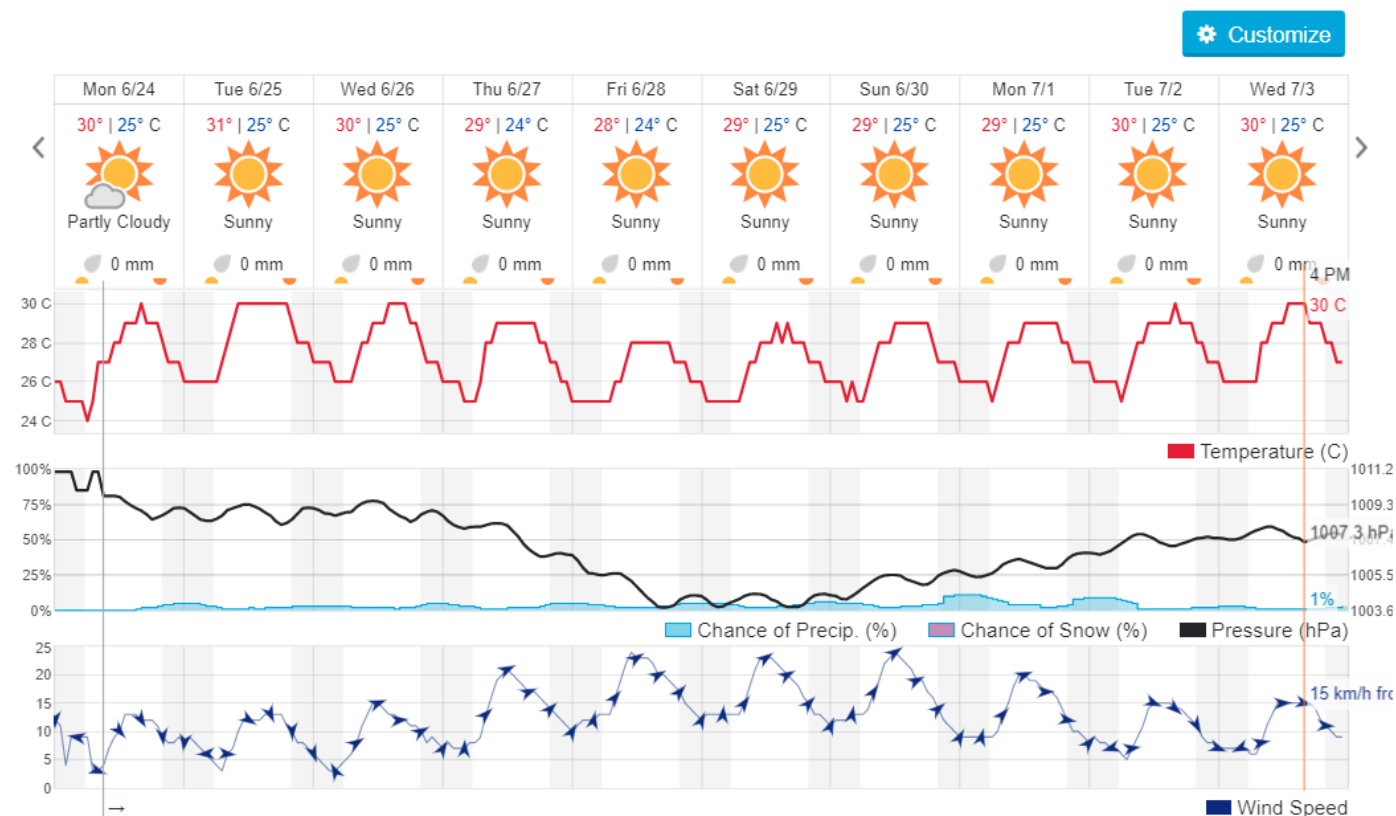 Customize
Mon 6/24 Tue 6/25 Wed 6/26 Thu 6/27 Fri 6/28 Sat 6/29 Sun 6/30 Mon 7/1 Tue 7/2 Wed 7/3
30° | 25° C 31° | 25° C 30° | 25° C 29° | 24° C 28° | 24° C 29° | 25° C 29° | 25° C 29° | 25° C 30° | 25° C 30° | 25° C
Partly Cloudy Sunny Sunny Sunny Sunny Sunny Sunny Sunny Sunny Sunny
0 mm 0 mm 0 mm 0 mm 0 mm 0 mm 0 mm 0 mm 0 mm 0 mm
4 PM
30 C 30 C
28 C
26 C
24 C
Temperature (C)
100% 1011.2
75% 1009.3
50% 1007.3 hPa
25% 1005.5
1%
0% 1003.6
Chance of Precip. (%) Chance of Snow (%) Pressure (hPa)
25
20
15 15 km/h fro
10
5
0
→ Wind Speed